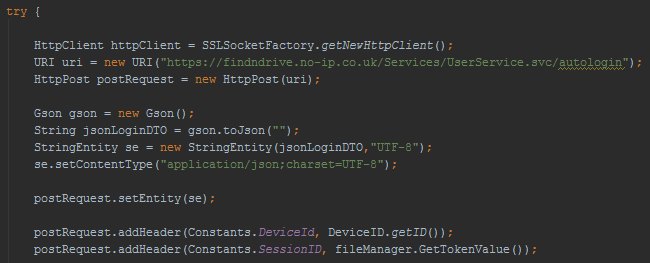 try {
HttpClient httpClient = SSLSocketFactory.getNewHttpClient();
URI uri = new URI("https://findndrive.no-ip.co.uk/Services/UserService.svc/autologin");
HttpPost postRequest = new HttpPost(uri);
Gson gson = new Gson();
String jsonLoginDTO = gson.toJson("");
StringEntity se = new StringEntity(jsonLoginDTO,"UTF-8");
se.setContentType("application/json;charset=UTF-8");
postRequest.setEntity(se);
postRequest.addHeader(Constants.DeviceId, DeviceID.getID());
postRequest.addHeader(Constants.SessionID, fileManager.GetTokenValue());